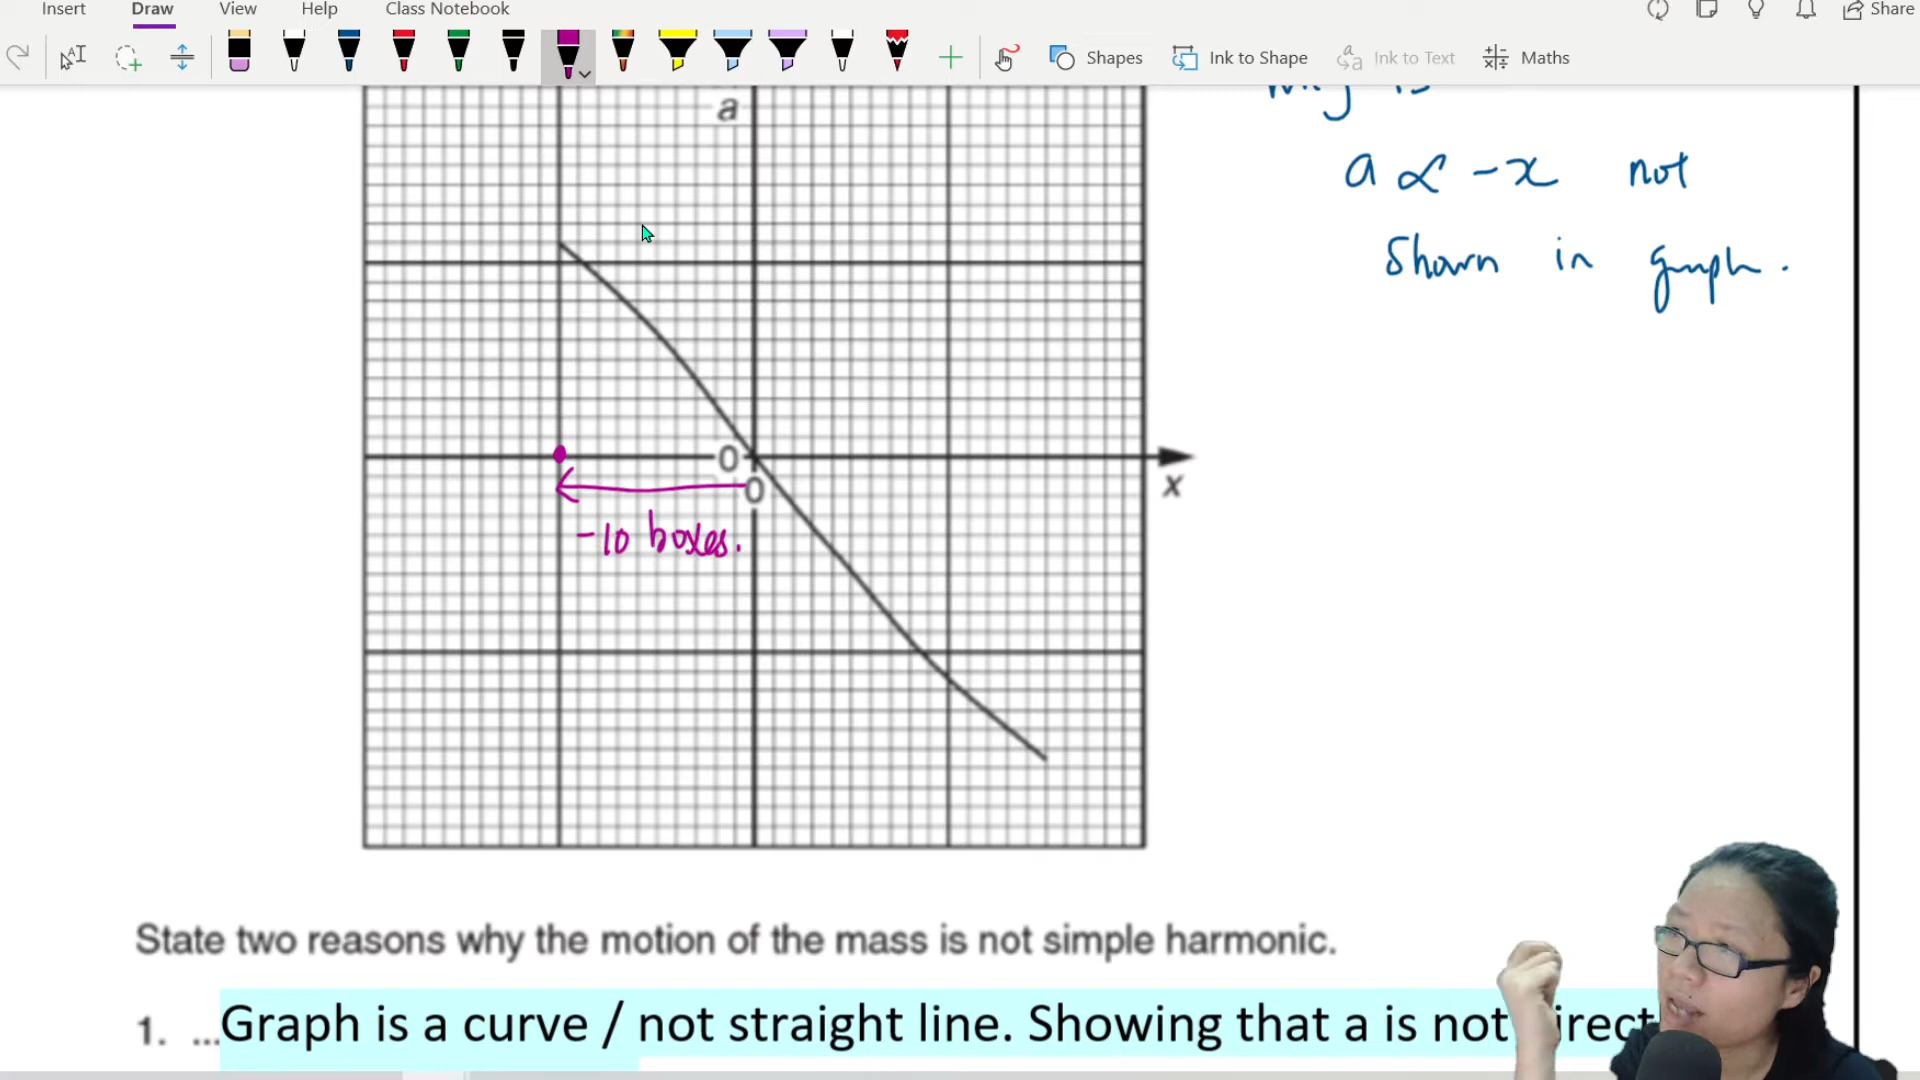 Insert Draw View Help Class Notebook Share
Shapes Ink to Shape Ink to Text Maths
is
a ∝ -x not
shown in graph.
a
0
0
x
-10 boxes.
State two reasons why the motion of the mass is not simple harmonic.
1. ...Graph is a curve / not straight line. Showing that a is not